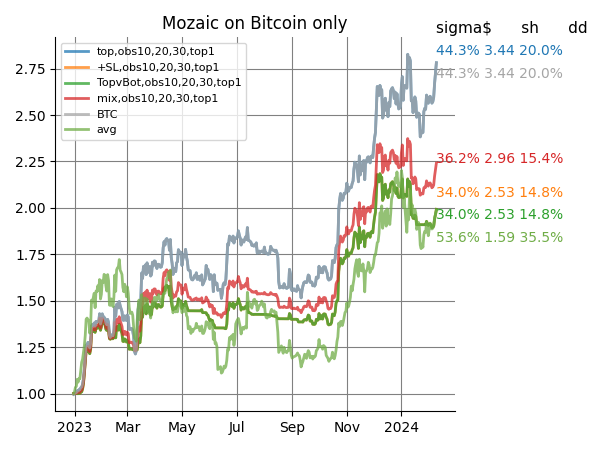 Mozaic on Bitcoin only
sigma$ sh dd
top,obs10,20,30,top1
+SL,obs10,20,30,top1
TopvBot,obs10,20,30,top1
mix,obs10,20,30,top1
BTC
avg
44.3% 3.44 20.0%
44.3% 3.44 20.0%
36.2% 2.96 15.4%
34.0% 2.53 14.8%
34.0% 2.53 14.8%
53.6% 1.59 35.5%
2.75
2.50
2.25
2.00
1.75
1.50
1.25
1.00
2023 Mar May Jul Sep Nov 2024